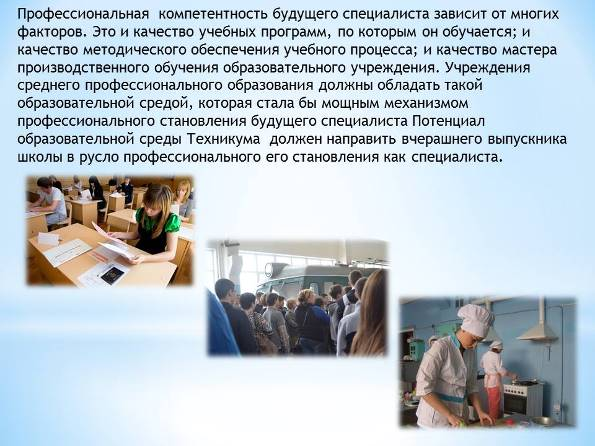 Профессиональная  компетентность будущего специалиста зависит от многих
факторов. Это и качество учебных программ, по которым он обучается; и
качество методического обеспечения учебного процесса; и качество мастера
производственного обучения образовательного учреждения. Учреждения
среднего профессионального образования должны обладать такой
образовательной средой, которая стала бы мощным механизмом
профессионального становления будущего специалиста Потенциал
образовательной среды Техникума  должен направить вчерашнего выпускника
школы в русло профессионального его становления как специалиста.